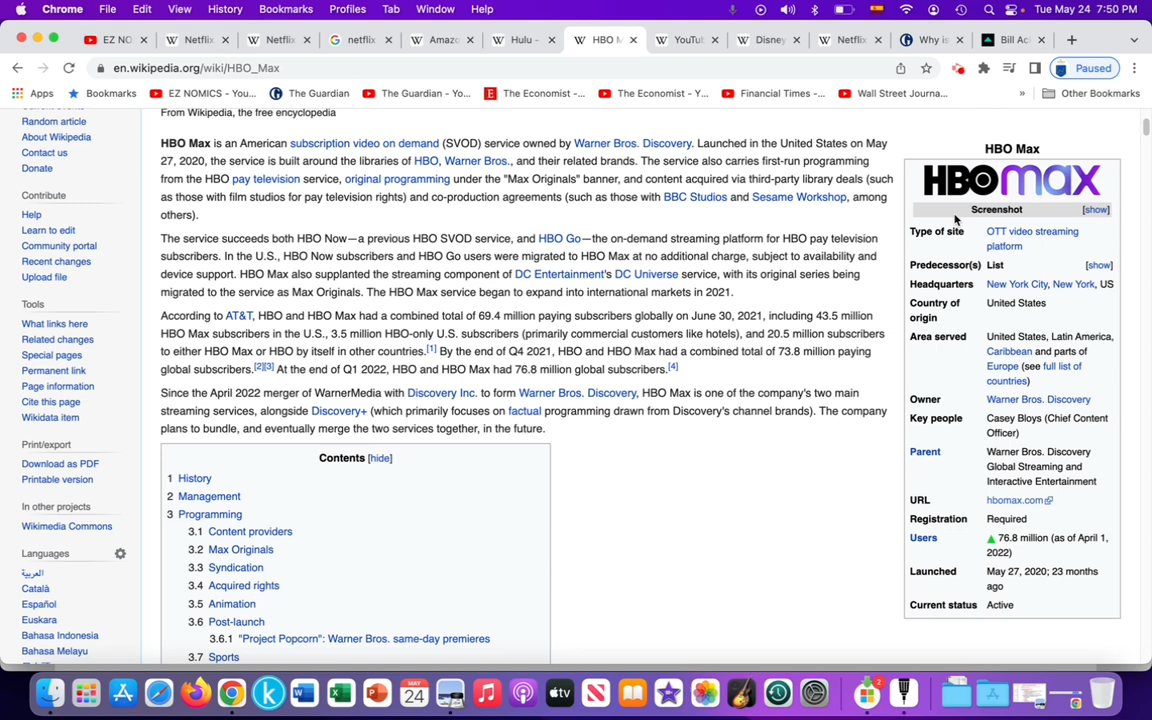 Chrome File Edit View History Bookmarks Profiles Tab Window Help Tue May 24 7:50 PM
EZ NO Netflix Netflix netflix Amazo Hulu - HBO M YouTu Disney Netflix Why is Bill Ac
en.wikipedia.org/wiki/HBO_Max Paused
Apps Bookmarks EZ NOMICS - You... The Guardian The Guardian - Yo... The Economist -... The Economist - Y... Financial Times -... Wall Street Journa... » Other Bookmarks
Random article
About Wikipedia
Contact us
Donate
Contribute
Help
Learn to edit
Community portal
Recent changes
Upload file
Tools
What links here
Related changes
Special pages
Permanent link
Page information
Cite this page
Wikidata item
Print/export
Download as PDF
Printable version
In other projects
Wikimedia Commons
Languages
العربية
Català
Español
Euskara
Bahasa Indonesia
Bahasa Melayu
From Wikipedia, the free encyclopedia
HBO Max is an American subscription video on demand (SVOD) service owned by Warner Bros. Discovery. Launched in the United States on May
27, 2020, the service is built around the libraries of HBO, Warner Bros., and their related brands. The service also carries first-run programming
from the HBO pay television service, original programming under the "Max Originals" banner, and content acquired via third-party library deals (such
as those with film studios for pay television rights) and co-production agreements (such as those with BBC Studios and Sesame Workshop, among
others).
The service succeeds both HBO Now—a previous HBO SVOD service, and HBO Go—the on-demand streaming platform for HBO pay television
subscribers. In the U.S., HBO Now subscribers and HBO Go users were migrated to HBO Max at no additional charge, subject to availability and
device support. HBO Max also supplanted the streaming component of DC Entertainment's DC Universe service, with its original series being
migrated to the service as Max Originals. The HBO Max service began to expand into international markets in 2021.
According to AT&T, HBO and HBO Max had a combined total of 69.4 million paying subscribers globally on June 30, 2021, including 43.5 million
HBO Max subscribers in the U.S., 3.5 million HBO-only U.S. subscribers (primarily commercial customers like hotels), and 20.5 million subscribers
to either HBO Max or HBO by itself in other countries.[1] By the end of Q4 2021, HBO and HBO Max had a combined total of 73.8 million paying
global subscribers.[2][3] At the end of Q1 2022, HBO and HBO Max had 76.8 million global subscribers.[4]
Since the April 2022 merger of WarnerMedia with Discovery Inc. to form Warner Bros. Discovery, HBO Max is one of the company's two main
streaming services, alongside Discovery+ (which primarily focuses on factual programming drawn from Discovery's channel brands). The company
plans to bundle, and eventually merge the two services together, in the future.
Contents [hide]
1 History
2 Management
3 Programming
3.1 Content providers
3.2 Max Originals
3.3 Syndication
3.4 Acquired rights
3.5 Animation
3.6 Post-launch
3.6.1 "Project Popcorn": Warner Bros. same-day premieres
3.7 Sports
HBO Max
HBOmax
Screenshot [show]
Type of site OTT video streaming
platform
Predecessor(s) List [show]
Headquarters New York City, New York, US
Country of United States
origin
Area served United States, Latin America,
Caribbean and parts of
Europe (see full list of
countries)
Owner Warner Bros. Discovery
Key people Casey Bloys (Chief Content
Officer)
Parent Warner Bros. Discovery
Global Streaming and
Interactive Entertainment
URL hbomax.com
Registration Required
Users ▲ 76.8 million (as of April 1,
2022)
Launched May 27, 2020; 23 months
ago
Current status Active
MAY
24
tv
2